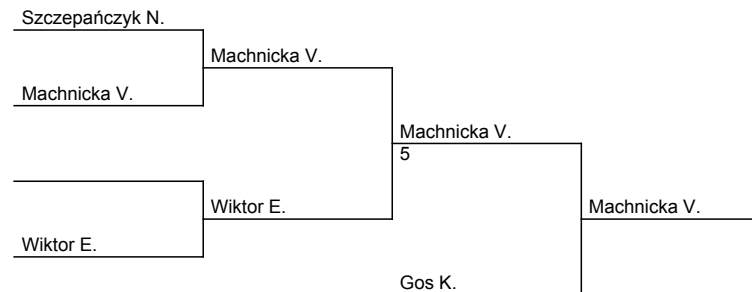 Szczepańczyk N.
Machnicka V.
Machnicka V.
Machnicka V.
5
Wiktor E.
Machnicka V.
Wiktor E.
Gos K.